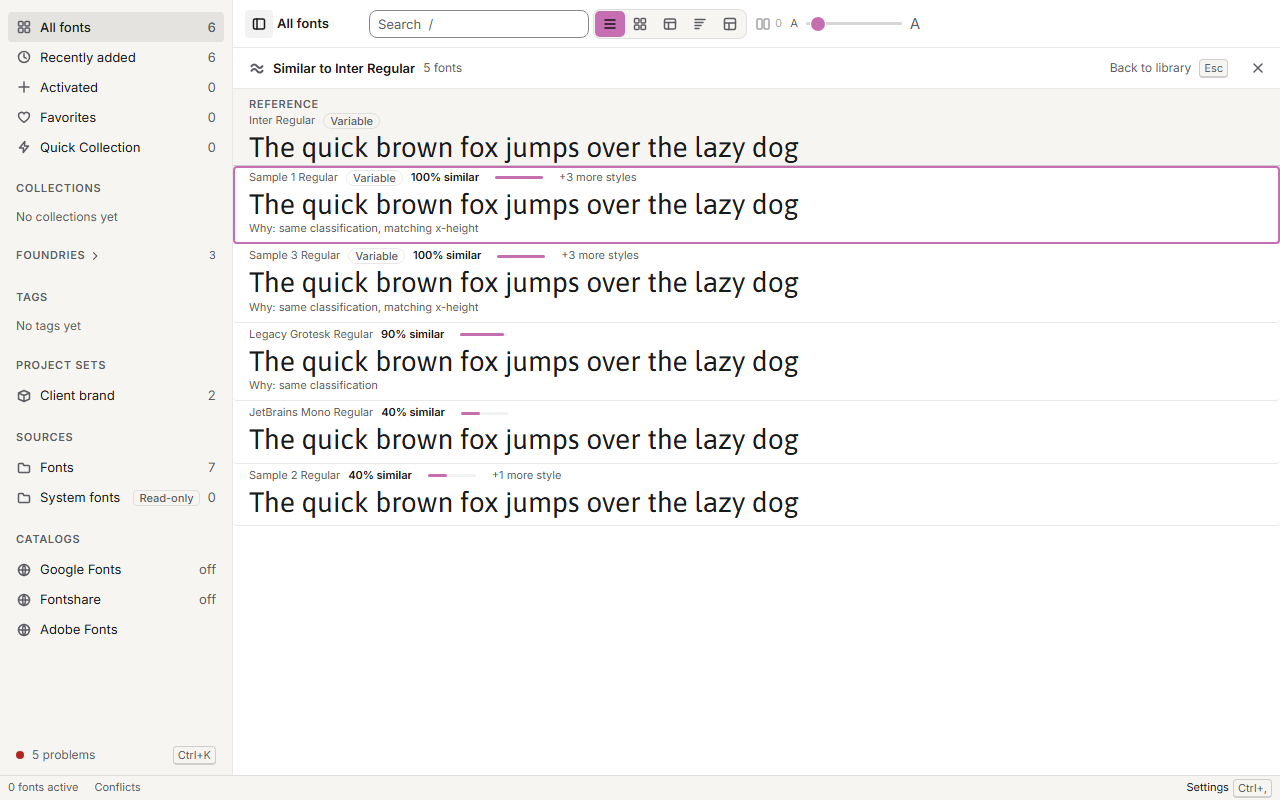 All fonts 6
Recently added 6
Activated 0
Favorites 0
Quick Collection 0
COLLECTIONS
No collections yet
FOUNDRIES 3
TAGS
No tags yet
PROJECT SETS
Client brand 2
SOURCES
Fonts 7
System fonts Read-only 0
CATALOGS
Google Fonts off
Fontshare off
Adobe Fonts
5 problems Ctrl+K
All fonts Search / 0 A A
Similar to Inter Regular 5 fonts Back to library Esc
REFERENCE
Inter Regular Variable
The quick brown fox jumps over the lazy dog
Sample 1 Regular Variable 100% similar +3 more styles
The quick brown fox jumps over the lazy dog
Why: same classification, matching x-height
Sample 3 Regular Variable 100% similar +3 more styles
The quick brown fox jumps over the lazy dog
Why: same classification, matching x-height
Legacy Grotesk Regular 90% similar
The quick brown fox jumps over the lazy dog
Why: same classification
JetBrains Mono Regular 40% similar
The quick brown fox jumps over the lazy dog
Sample 2 Regular 40% similar +1 more style
The quick brown fox jumps over the lazy dog
0 fonts active Conflicts Settings Ctrl+,